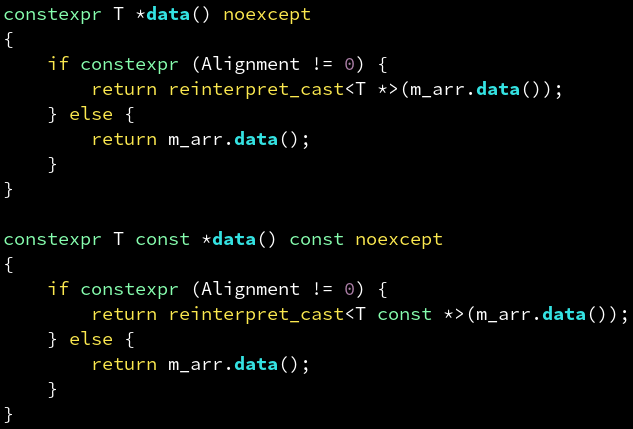 constexpr T *data() noexcept
{
    if constexpr (Alignment != 0) {
        return reinterpret_cast<T *>(m_arr.data());
    } else {
        return m_arr.data();
    }
}

constexpr T const *data() const noexcept
{
    if constexpr (Alignment != 0) {
        return reinterpret_cast<T const *>(m_arr.data());
    } else {
        return m_arr.data();
    }
}